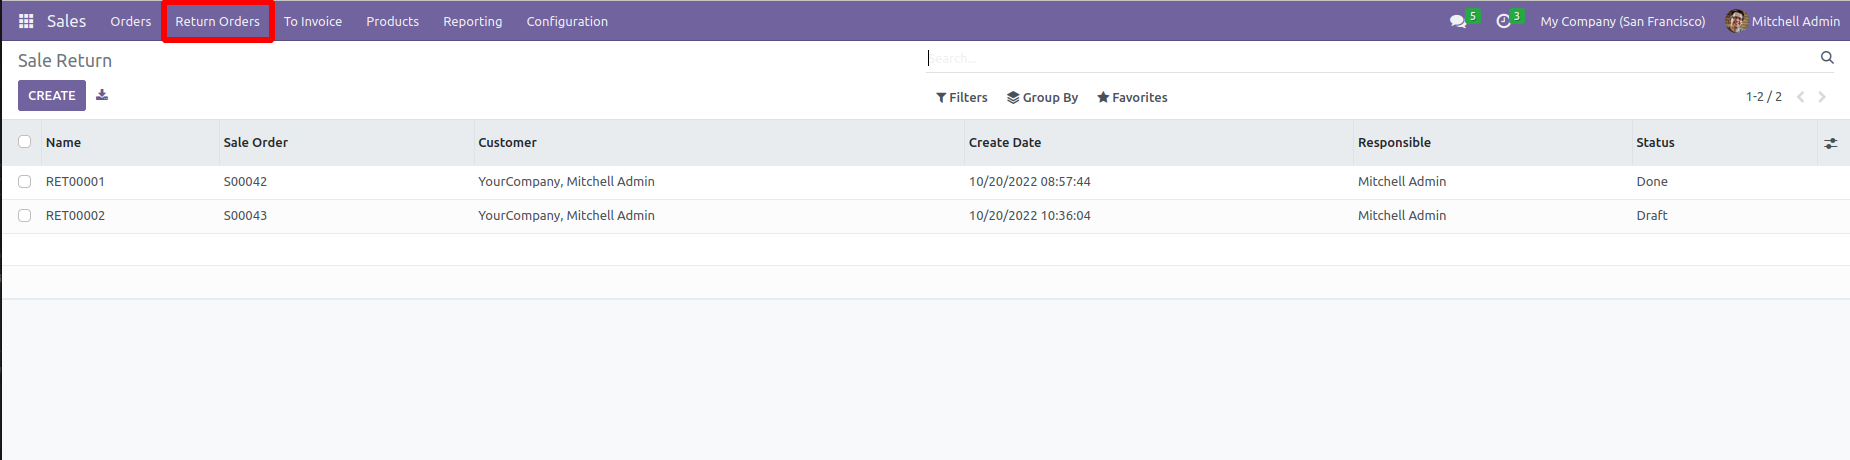 Sales Orders Return Orders To Invoice Products Reporting Configuration 5 3 My Company (San Francisco) Mitchell Admin
Sale Return
Search...
CREATE
Filters Group By Favorites 1-2 / 2
Name Sale Order Customer Create Date Responsible Status
RET00001 S00042 YourCompany, Mitchell Admin 10/20/2022 08:57:44 Mitchell Admin Done
RET00002 S00043 YourCompany, Mitchell Admin 10/20/2022 10:36:04 Mitchell Admin Draft